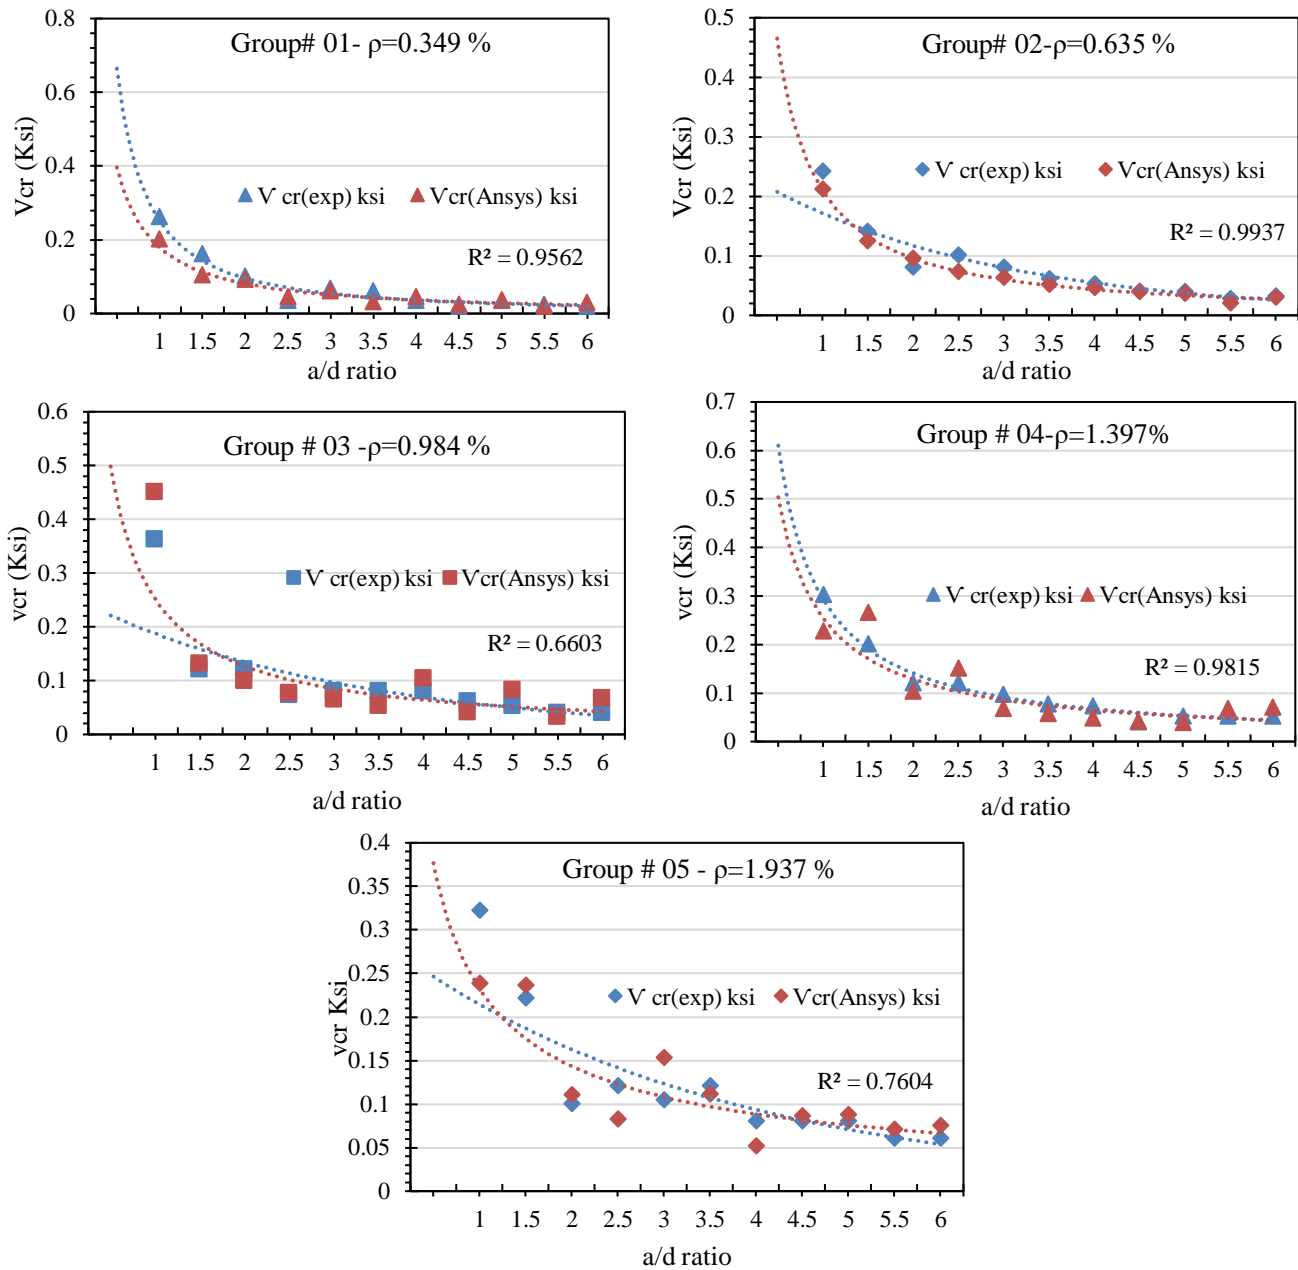 Group# 01- ρ=0.349 %
0.8
0.6
0.4
0.2
0
Vcr (Ksi)
V cr(exp) ksi Vcr(Ansys) ksi
R² = 0.9562
1 1.5 2 2.5 3 3.5 4 4.5 5 5.5 6
a/d ratio
Group# 02-ρ=0.635 %
0.5
0.4
0.3
0.2
0.1
0
Vcr (Ksi)
V cr(exp) ksi Vcr(Ansys) ksi
R² = 0.9937
1 1.5 2 2.5 3 3.5 4 4.5 5 5.5 6
a/d ratio
Group # 03 -ρ=0.984 %
0.6
0.5
0.4
0.3
0.2
0.1
0
vcr (Ksi)
V cr(exp) ksi Vcr(Ansys) ksi
R² = 0.6603
1 1.5 2 2.5 3 3.5 4 4.5 5 5.5 6
a/d ratio
Group # 04-ρ=1.397%
0.7
0.6
0.5
0.4
0.3
0.2
0.1
0
vcr (Ksi)
V cr(exp) ksi Vcr(Ansys) ksi
R² = 0.9815
1 1.5 2 2.5 3 3.5 4 4.5 5 5.5 6
a/d ratio
Group # 05 - ρ=1.937 %
0.4
0.35
0.3
0.25
0.2
0.15
0.1
0.05
0
vcr Ksi
V cr(exp) ksi Vcr(Ansys) ksi
R² = 0.7604
1 1.5 2 2.5 3 3.5 4 4.5 5 5.5 6
a/d ratio